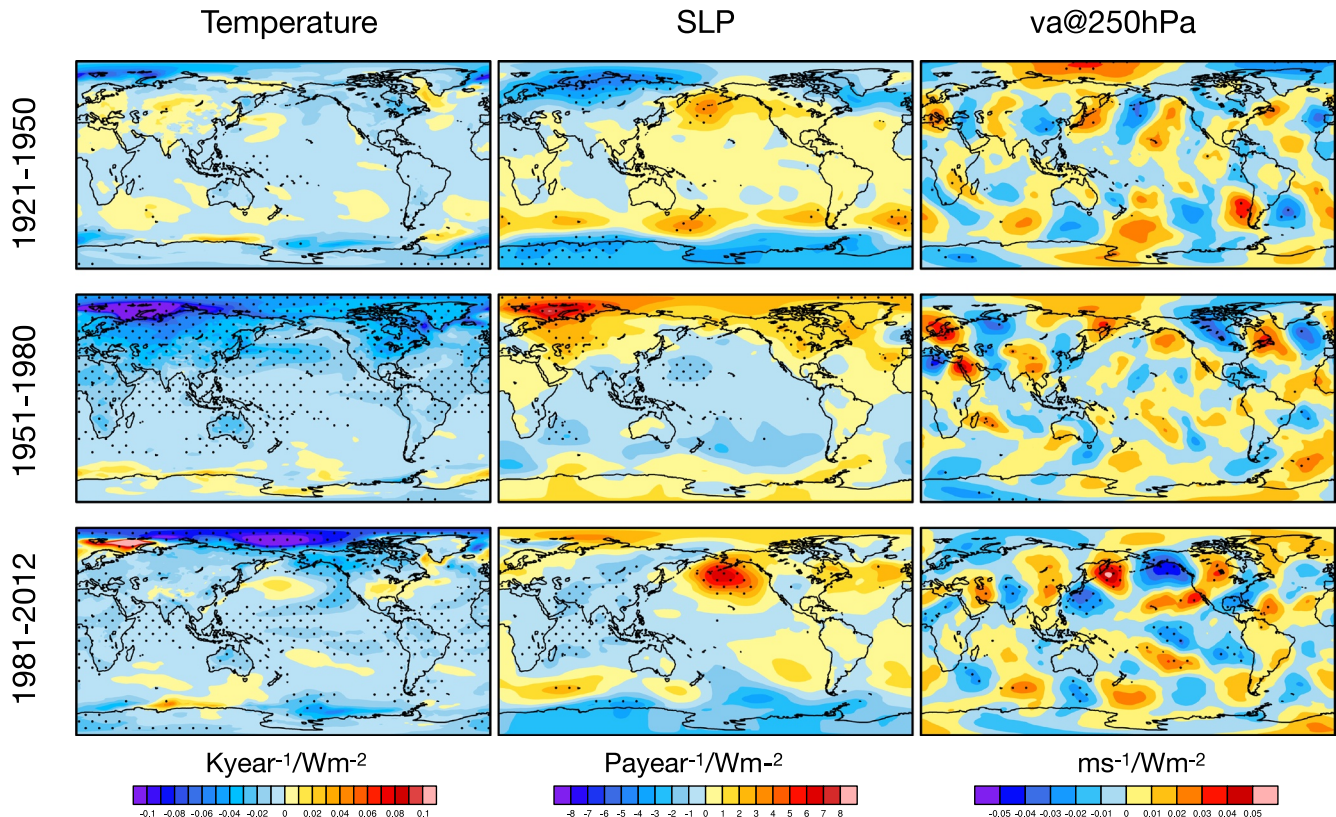 Temperature SLP va@250hPa
1921-1950
1951-1980
1981-2012
Kyear-1/Wm-2 Payear-1/Wm-2 ms-1/Wm-2
-0.1 -0.08 -0.06 -0.04 -0.02 0 0.02 0.04 0.06 0.08 0.1 -8 -7 -6 -5 -4 -3 -2 -1 0 1 2 3 4 5 6 7 8 -0.05 -0.04 -0.03 -0.02 -0.01 0 0.01 0.02 0.03 0.04 0.05